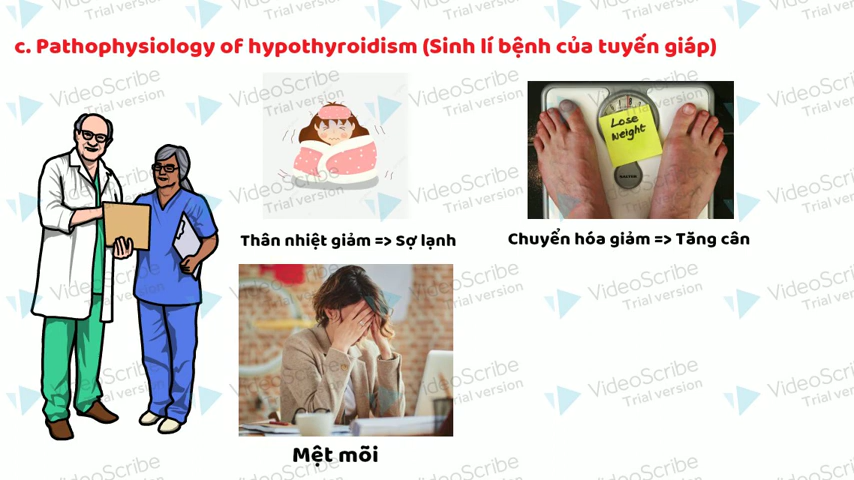 c. Pathophysiology of hypothyroidism (Sinh lí bệnh của tuyến giáp)
Lose
Weight
Thân nhiệt giảm => Sợ lạnh
Chuyển hóa giảm => Tăng cân
Mệt mõi
VideoScribe
Trial version